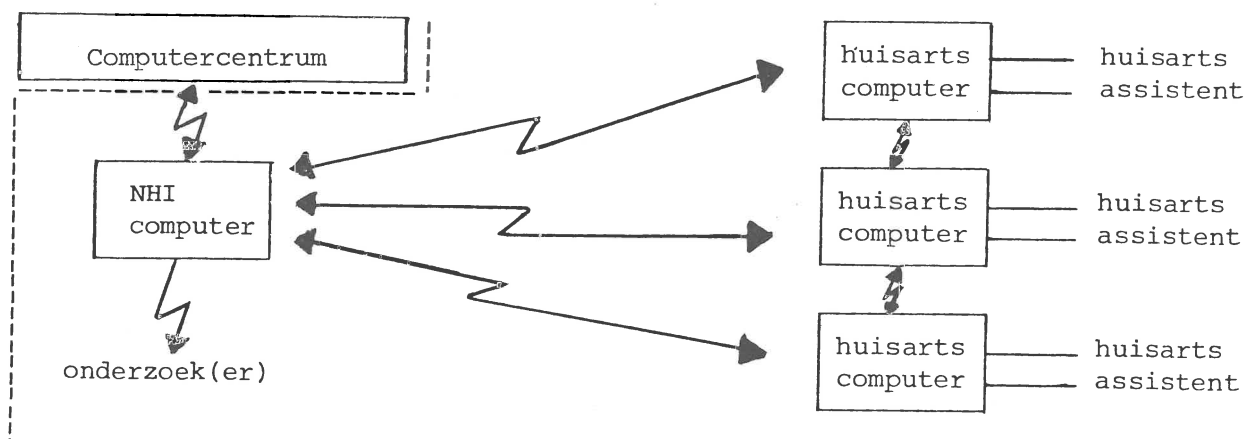 Computercentrum
NHI
computer
onderzoek(er)
huisarts
computer
huisarts
assistent
huisarts
computer
huisarts
assistent
huisarts
computer
huisarts
assistent